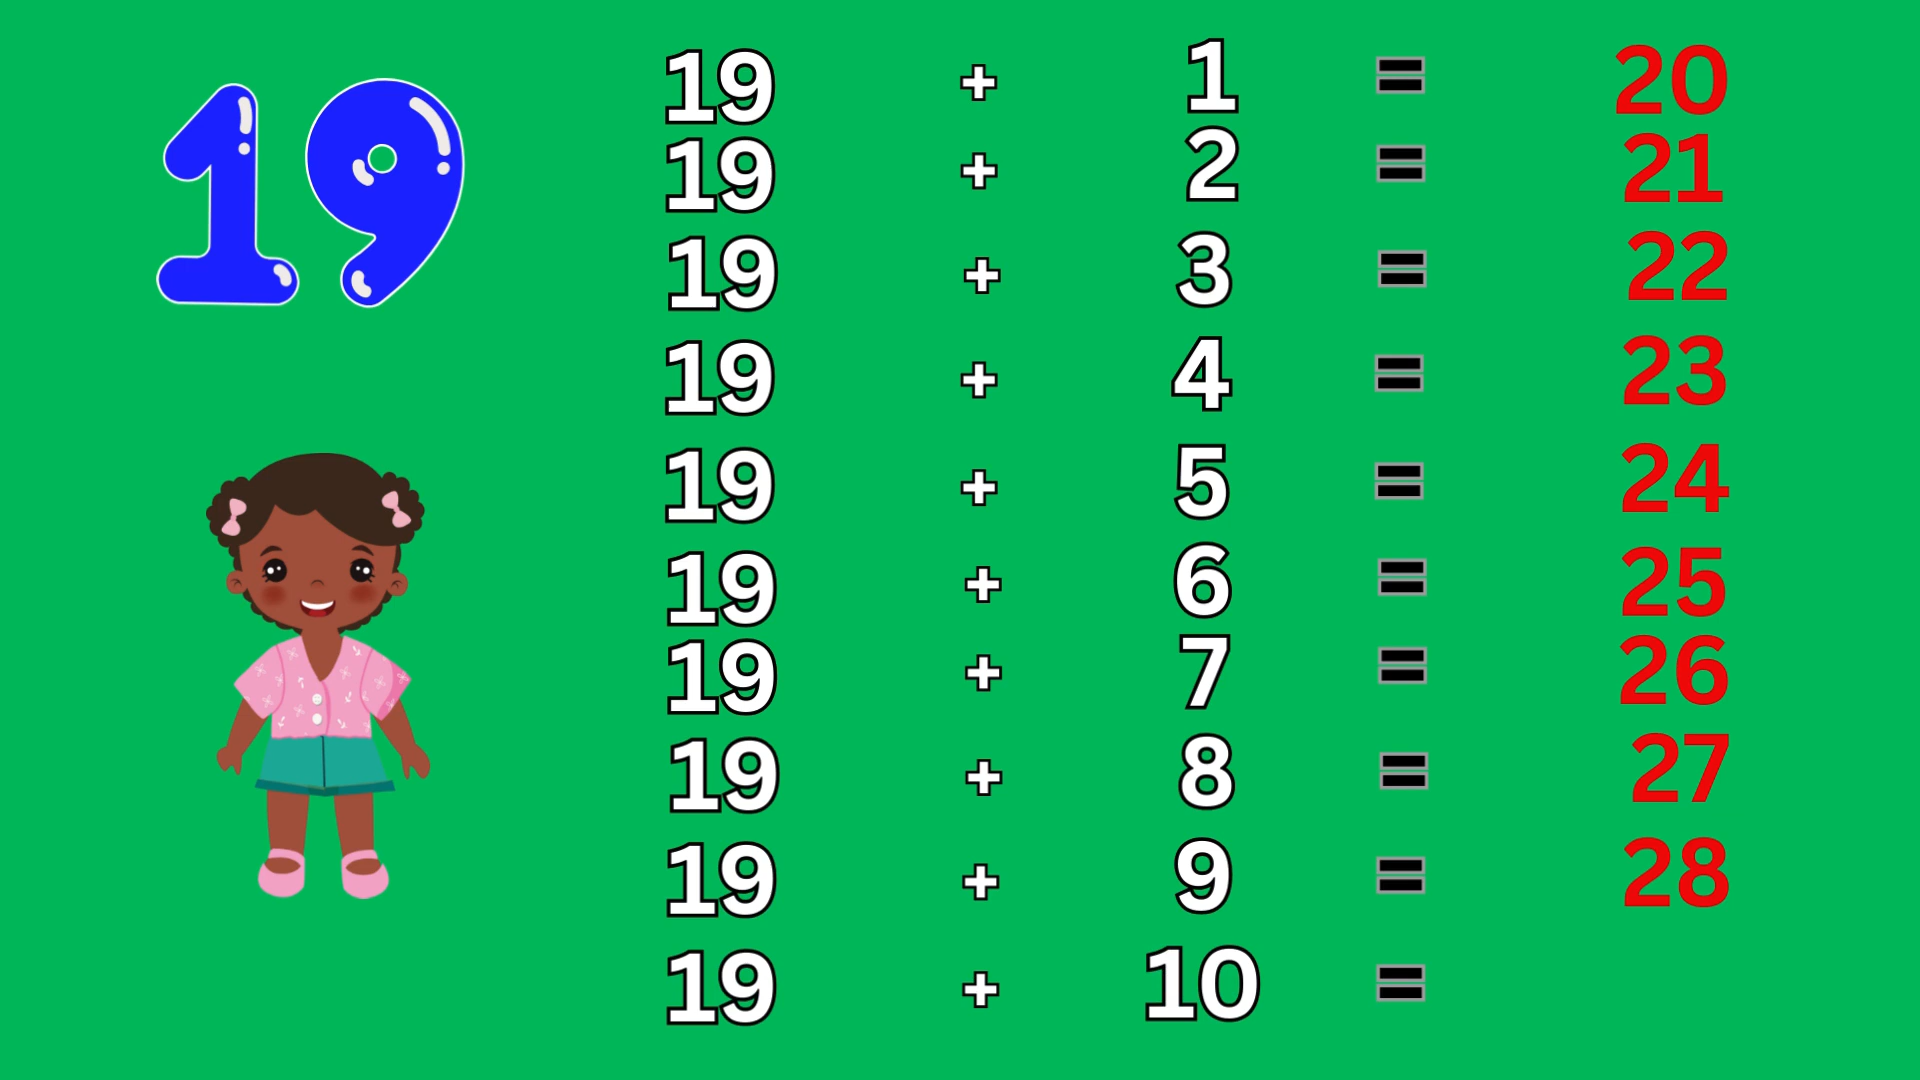 19
19 + 1 = 20
19 + 2 = 21
19 + 3 = 22
19 + 4 = 23
19 + 5 = 24
19 + 6 = 25
19 + 7 = 26
19 + 8 = 27
19 + 9 = 28
19 + 10 =